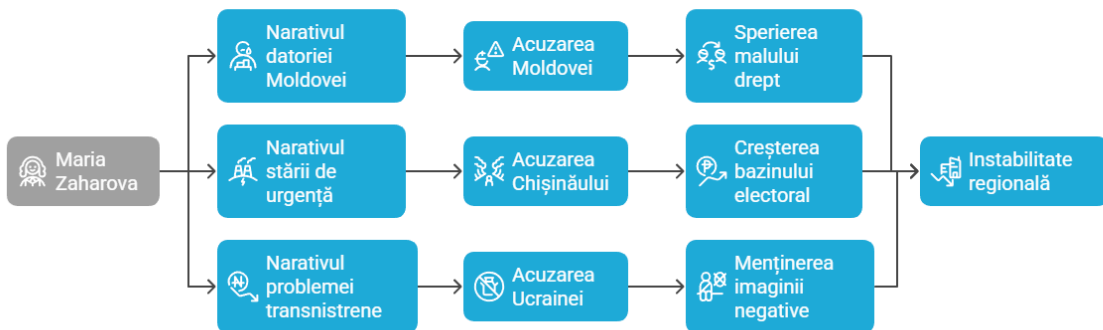 Narativul
datoriei
Moldovei
Acuzarea
Moldovei
Sperierea
malului
drept
Maria
Zaharova
Narativul
stării de
urgență
Acuzarea
Chișinăului
Creșterea
bazinului
electoral
Instabilitate
regională
Narativul
problemei
transnistrene
Acuzarea
Ucrainei
Menținerea
imaginii
negative